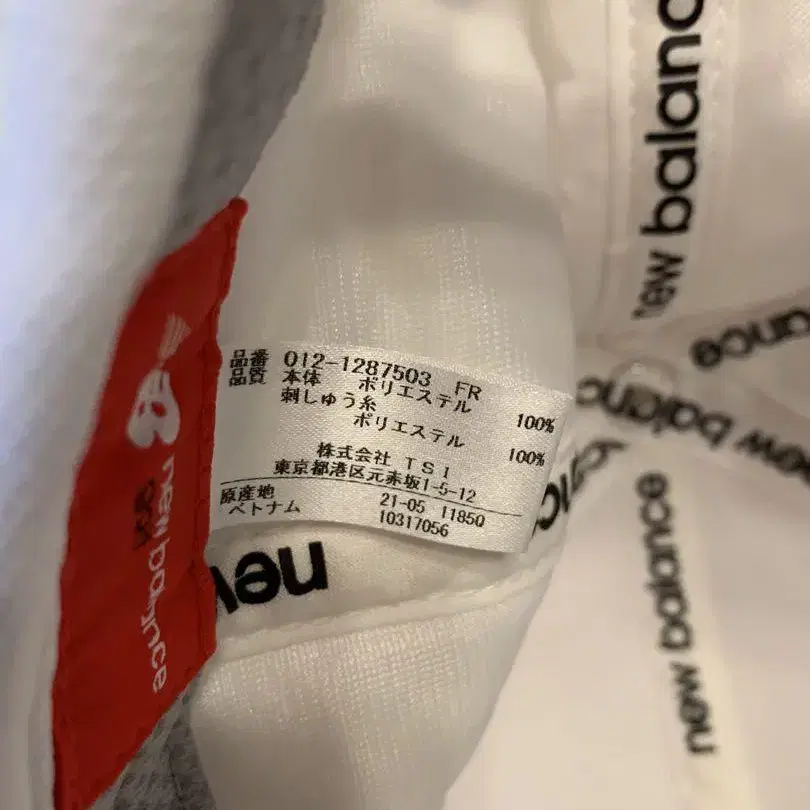 品番 012-1287503 FR
品質 本体 ポリエステル 100%
刺しゅう糸
ポリエステル 100%
株式会社 TSI
東京都港区元赤坂1-5-12
原産地 21-05 11850
ベトナム 10317056
new balance
new balance
new
balance
new balance
new balance